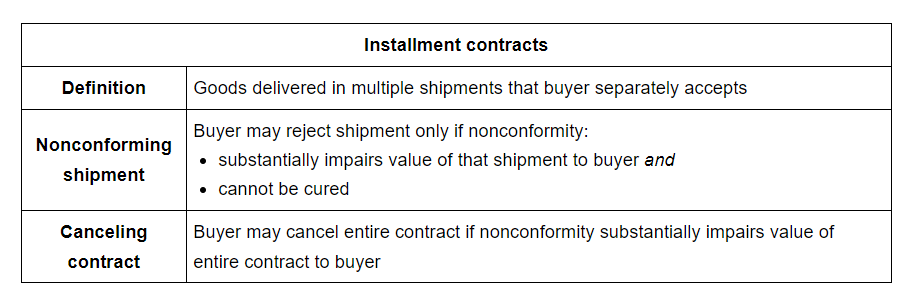 Installment contracts
Definition
Goods delivered in multiple shipments that buyer separately accepts
Nonconforming
shipment
Buyer may reject shipment only if nonconformity:
• substantially impairs value of that shipment to buyer and
• cannot be cured
Canceling
contract
Buyer may cancel entire contract if nonconformity substantially impairs value of
entire contract to buyer